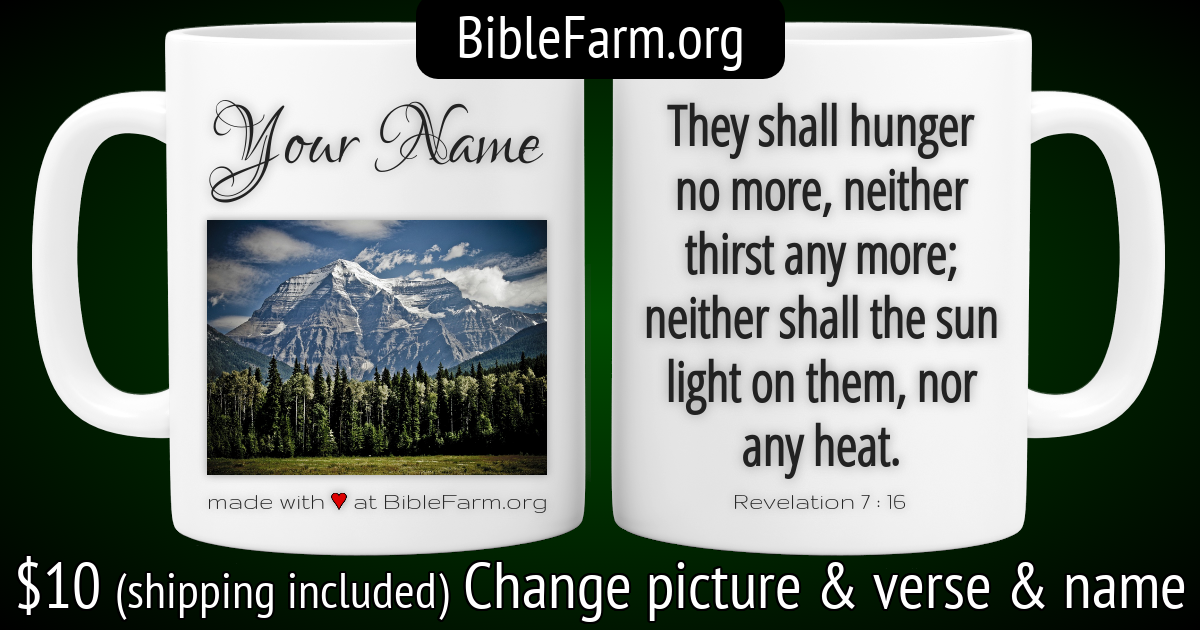 BibleFarm.org
Your Name
made with ♥ at BibleFarm.org
They shall hunger
no more, neither
thirst any more;
neither shall the sun
light on them, nor
any heat.
Revelation 7 : 16
$10 (shipping included) Change picture & verse & name